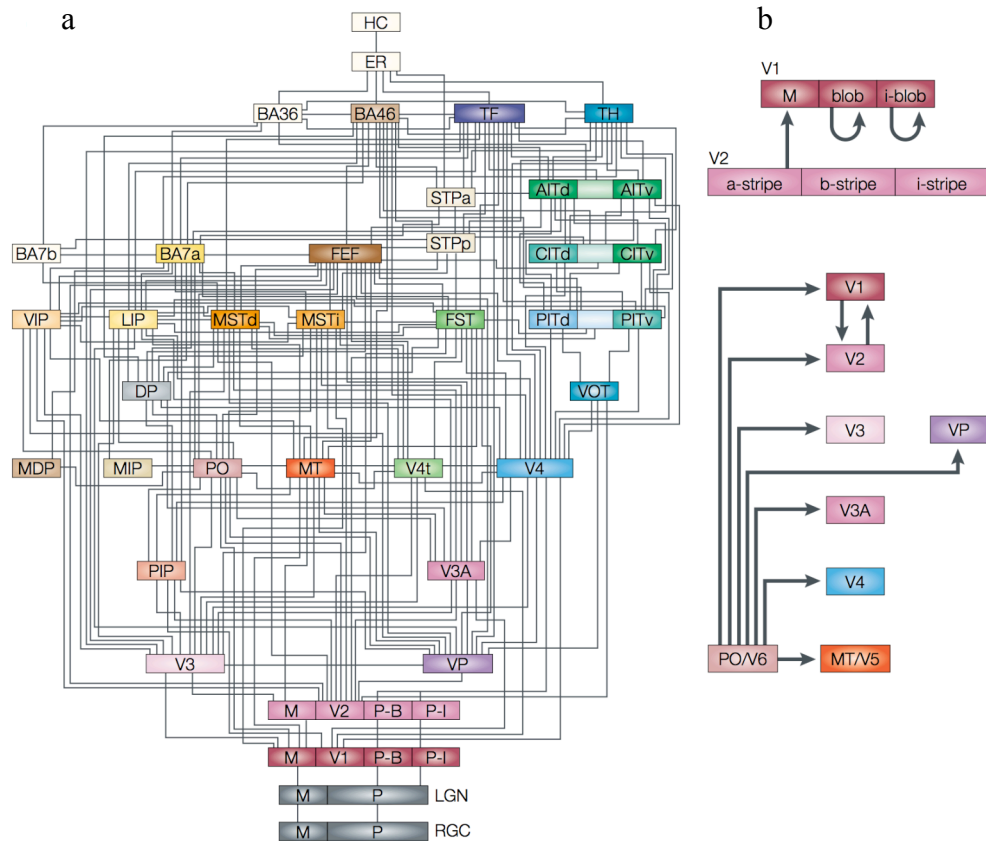 a
HC
ER
BA36 BA46 TF TH
STPa AITd AITv
BA7b BA7a FEF STPp CITd CITv
VIP LIP MSTd MSTi FST PITd PITv
DP VOT
MDP MIP PO MT V4t V4
PIP V3A
V3 VP
M V2 P-B P-I
M V1 P-B P-I
M P LGN
M P RGC
b
V1
M blob i-blob
V2
a-stripe b-stripe i-stripe
V1
V2
V3 VP
V3A
V4
PO/V6 MT/V5